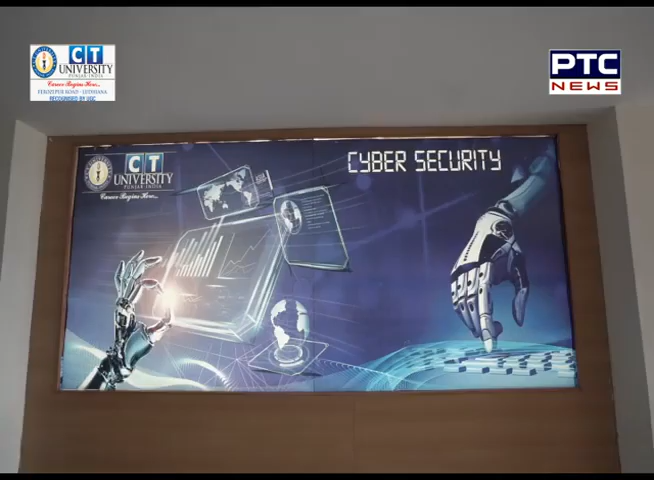 CT
UNIVERSITY
PUNJAB INDIA
Career Begins Here...
FEROZEPUR ROAD - LUDHIANA
RECOGNISED BY UGC
PTC
NEWS
CT
UNIVERSITY
PUNJAB INDIA
Career Begins Here...
CYBER SECURITY